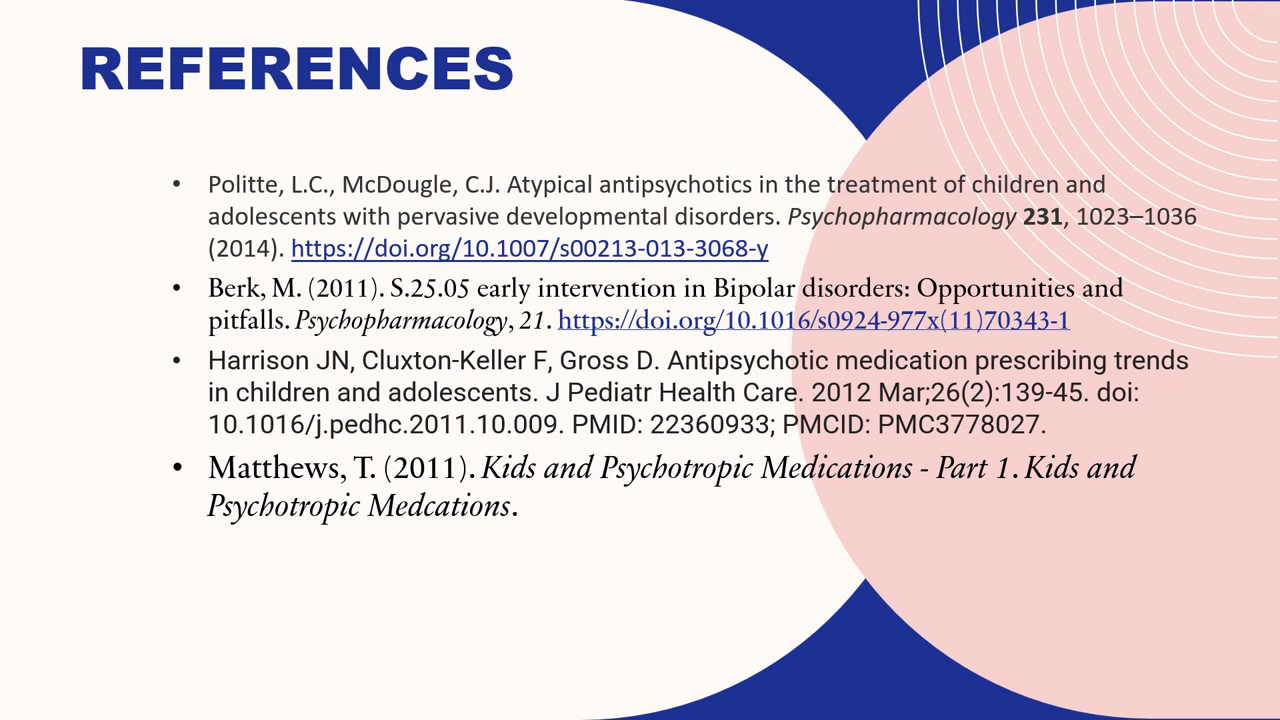 REFERENCES
• Politte, L.C., McDougle, C.J. Atypical antipsychotics in the treatment of children and
adolescents with pervasive developmental disorders. Psychopharmacology 231, 1023–1036
(2014). https://doi.org/10.1007/s00213-013-3068-y
• Berk, M. (2011). S.25.05 early intervention in Bipolar disorders: Opportunities and
pitfalls. Psychopharmacology, 21. https://doi.org/10.1016/s0924-977x(11)70343-1
• Harrison JN, Cluxton-Keller F, Gross D. Antipsychotic medication prescribing trends
in children and adolescents. J Pediatr Health Care. 2012 Mar;26(2):139-45. doi:
10.1016/j.pedhc.2011.10.009. PMID: 22360933; PMCID: PMC3778027.
• Matthews, T. (2011). Kids and Psychotropic Medications - Part 1. Kids and
Psychotropic Medcations.